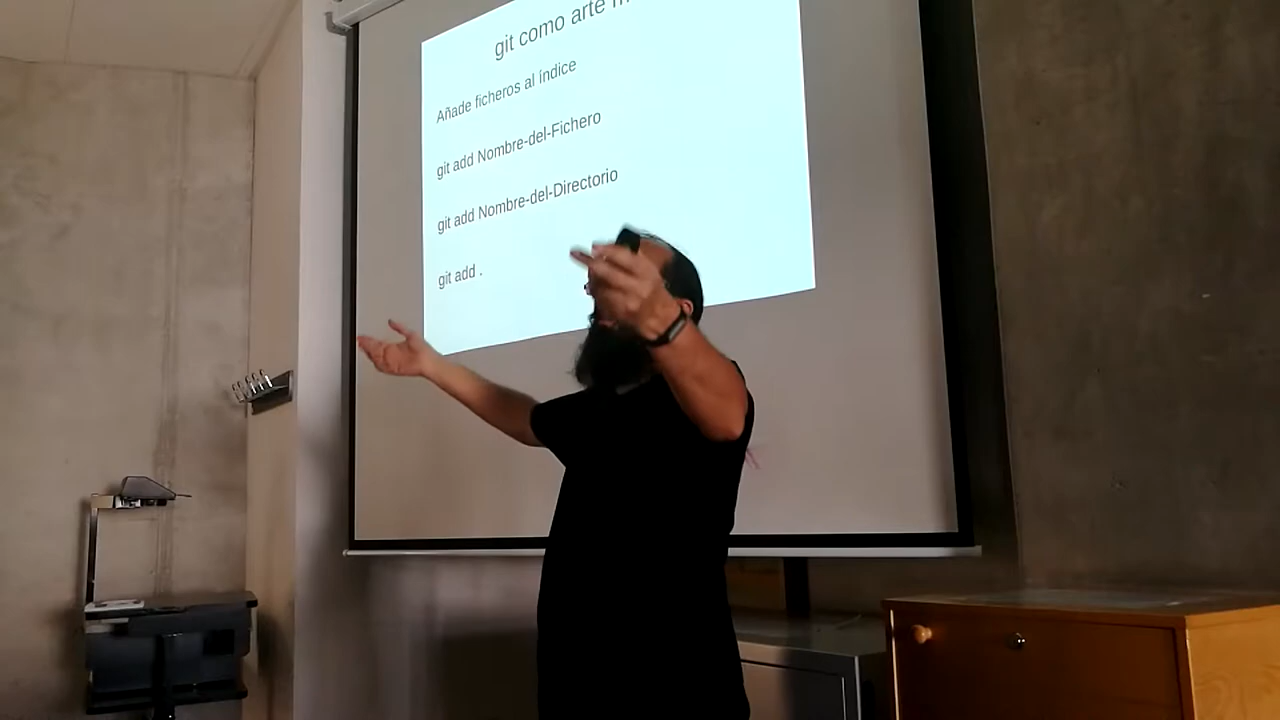 git como arte
Añade ficheros al índice
git add Nombre-del-Fichero
git add Nombre-del-Directorio
git add .